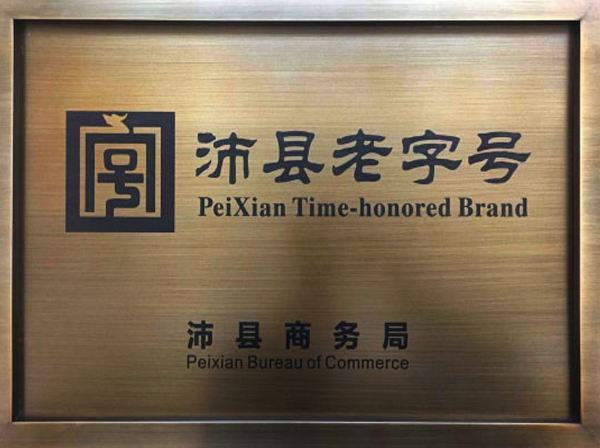 沛县老字号
PeiXian Time-honored Brand
沛县商务局
Peixian Bureau of Commerce